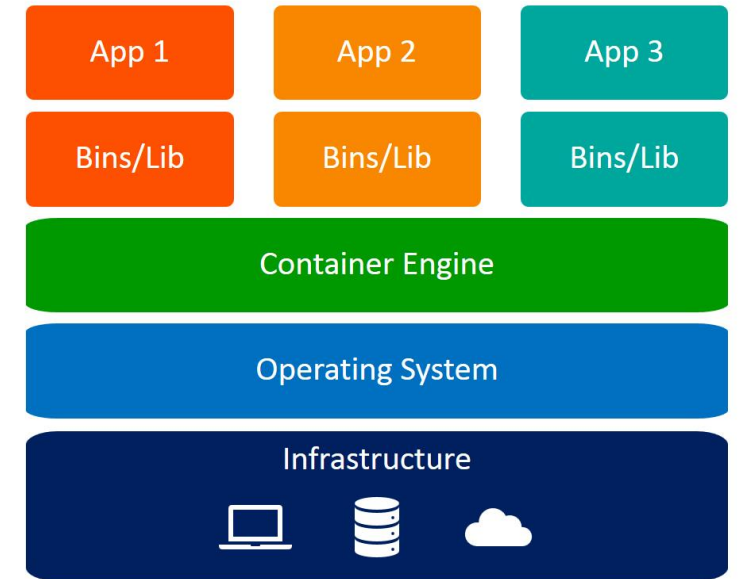 App 1
App 2
App 3
Bins/Lib
Bins/Lib
Bins/Lib
Container Engine
Operating System
Infrastructure